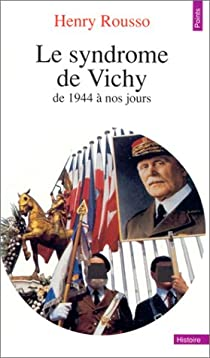 Points
Henry Rousso
Le syndrome
de Vichy
de 1944 à nos jours
Histoire